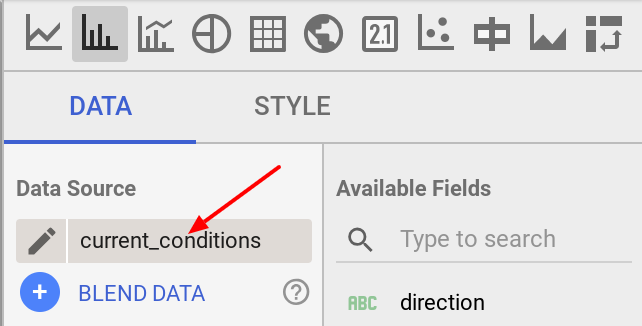 2.1
DATA
STYLE
Data Source
Available Fields
current_conditions
Type to search
BLEND DATA
?
ABC
direction